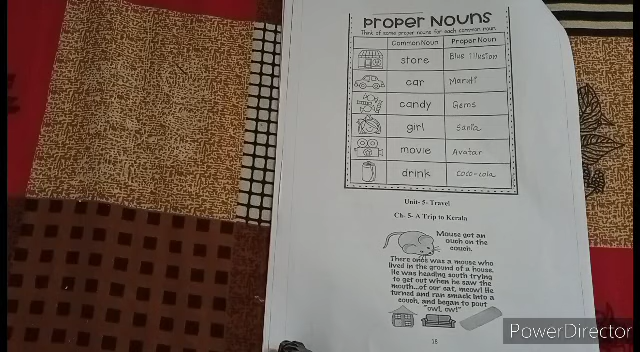 Proper Nouns
Think of some proper nouns for each common noun.
Common Noun Proper Noun
store Blue Illusion
car Maruti
candy Gems
girl Sania
movie Avatar
drink Coco-cola
Unit- 5- Travel
Ch. 5- A Trip to Kerala
Mouse got an
ouch on the
couch.
There once was a mouse who
lived in the ground of a house.
He was heading south trying
to get out when he saw the
mouth...of our cat, meow! He
turned and ran smack into a
couch, and began to pout
"ow!, ow!"
18
PowerDirector